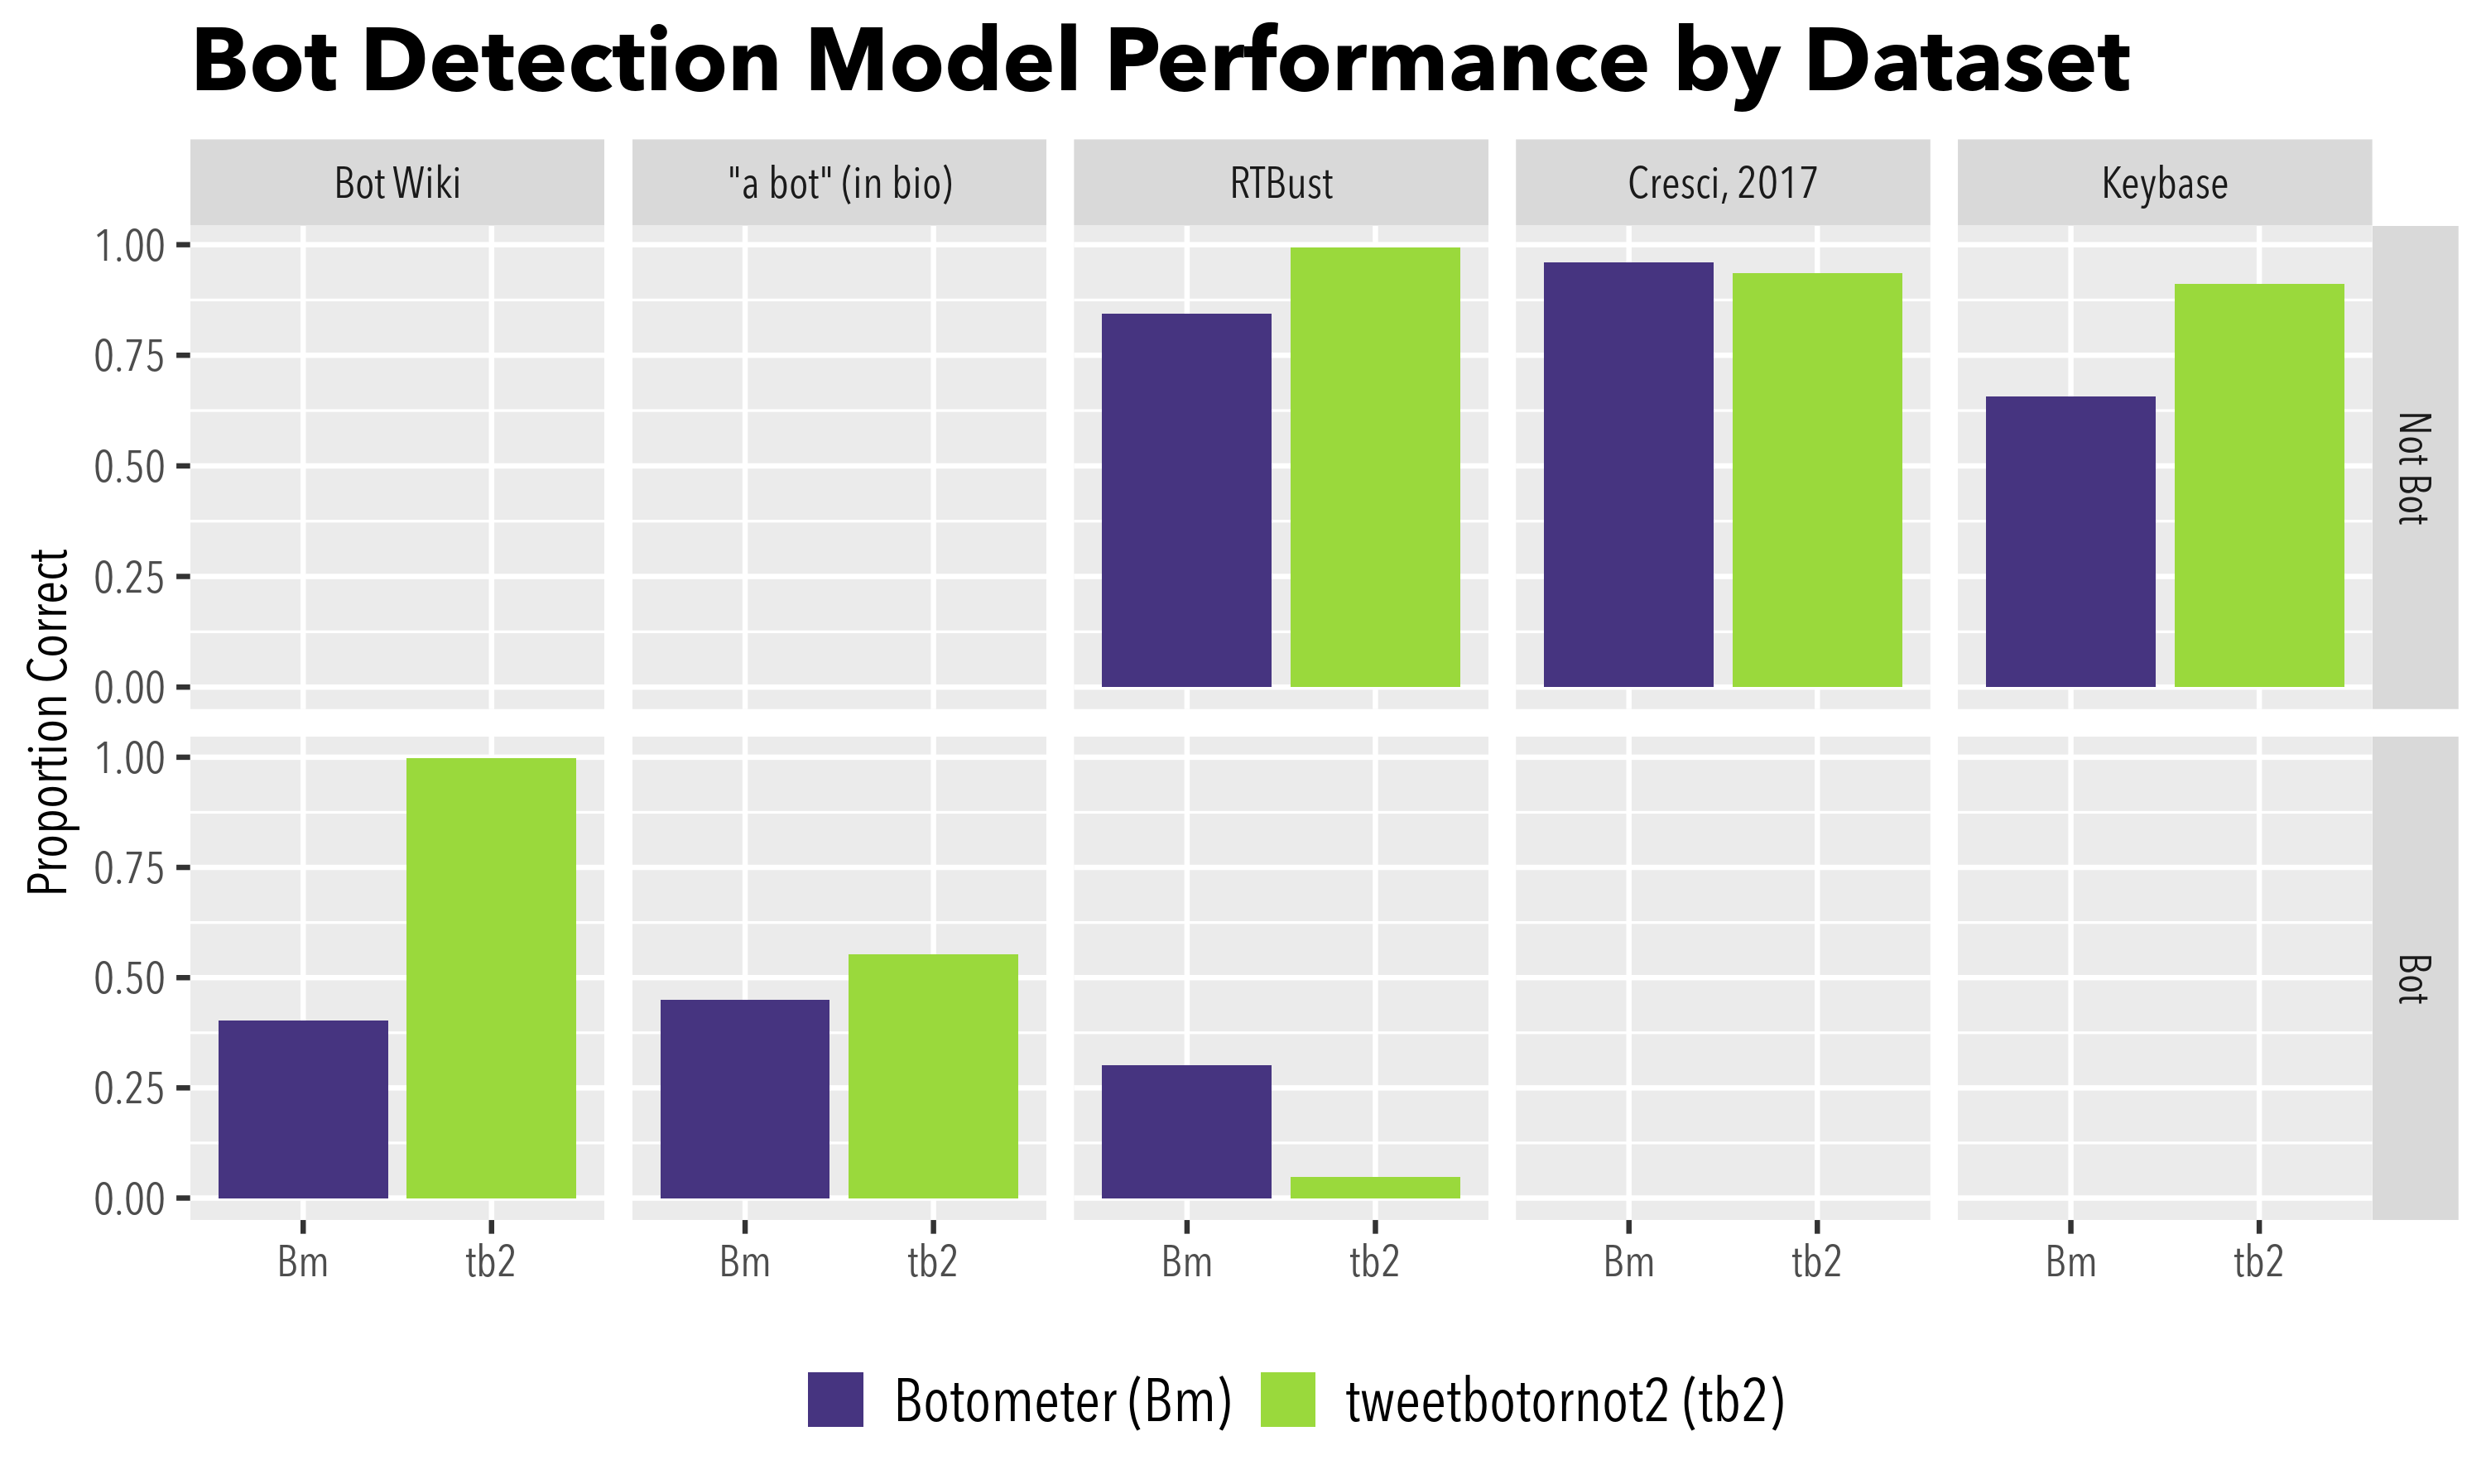 Bot Detection Model Performance by Dataset
Bot Wiki
"a bot" (in bio)
RTBust
Cresci, 2017
Keybase
Proportion Correct
1.00
0.75
0.50
0.25
0.00
Not Bot
1.00
0.75
0.50
0.25
0.00
Bot
Bm tb2
Bm tb2
Bm tb2
Bm tb2
Bm tb2
Botometer (Bm) tweetbotornot2 (tb2)